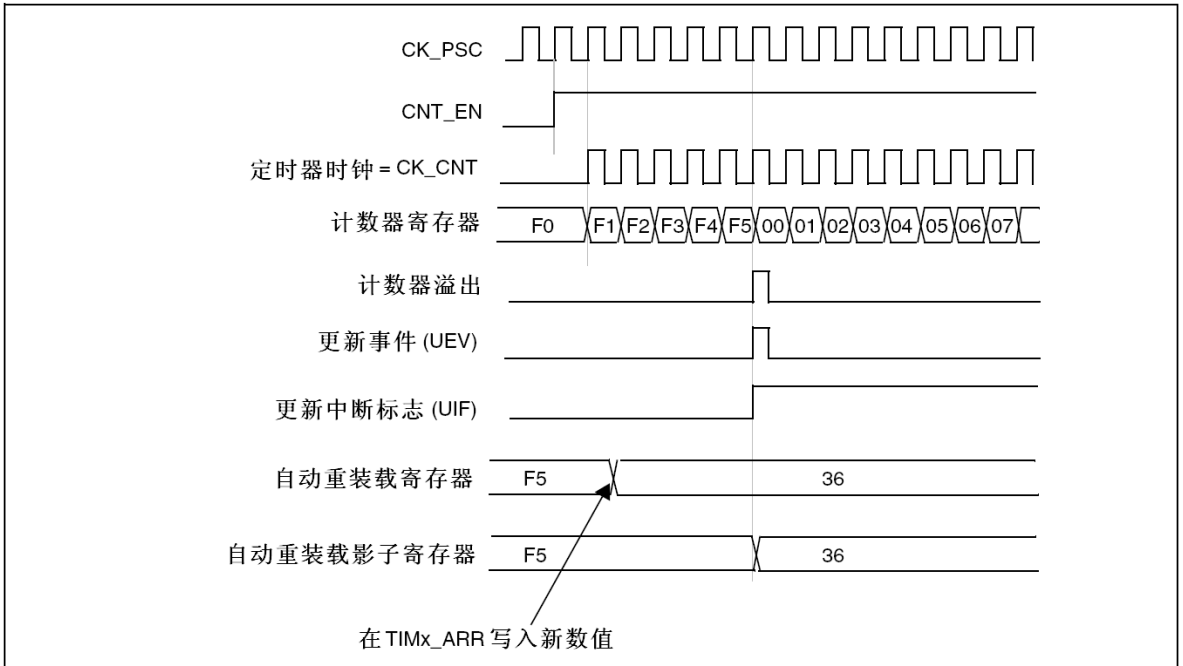 CK_PSC
CNT_EN
定时器时钟 = CK_CNT
计数器寄存器 F0 F1 F2 F3 F4 F5 00 01 02 03 04 05 06 07
计数器溢出
更新事件 (UEV)
更新中断标志 (UIF)
自动重装载寄存器 F5 36
自动重装载影子寄存器 F5 36
在 TIMx_ARR 写入新数值